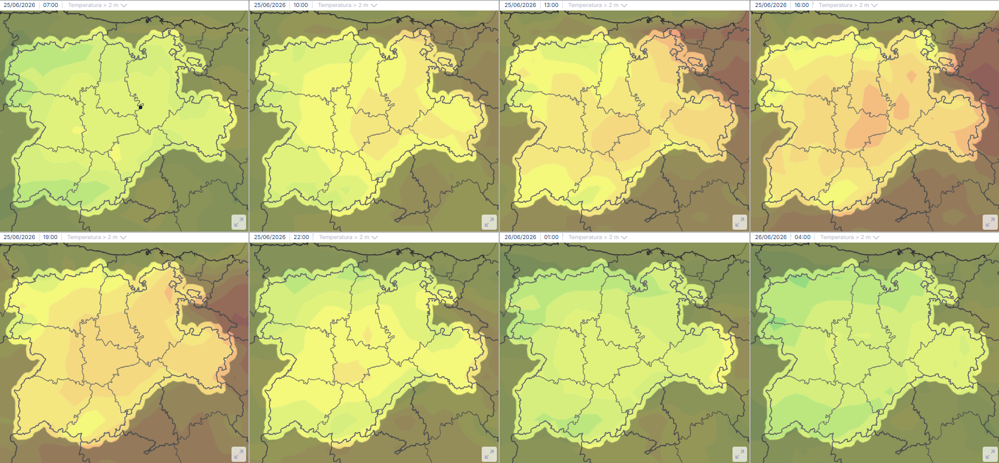 25/06/2026 07:00 Temperatura > 2 m
25/06/2026 10:00 Temperatura > 2 m
25/06/2026 13:00 Temperatura > 2 m
25/06/2026 16:00 Temperatura > 2 m
25/06/2026 19:00 Temperatura > 2 m
25/06/2026 22:00 Temperatura > 2 m
26/06/2026 01:00 Temperatura > 2 m
26/06/2026 04:00 Temperatura > 2 m